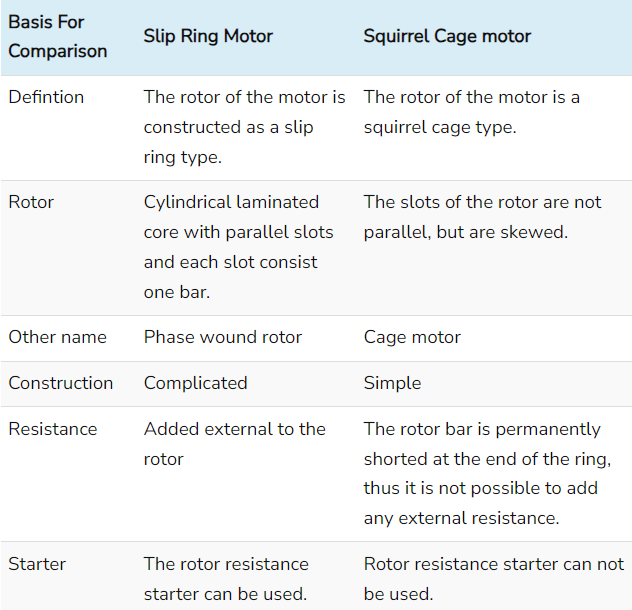 Basis For
Comparison
Slip Ring Motor
Squirrel Cage motor
Defintion
The rotor of the motor is
constructed as a slip
ring type.
The rotor of the motor is a
squirrel cage type.
Rotor
Cylindrical laminated
core with parallel slots
and each slot consist
one bar.
The slots of the rotor are not
parallel, but are skewed.
Other name
Phase wound rotor
Cage motor
Construction
Complicated
Simple
Resistance
Added external to the
rotor
The rotor bar is permanently
shorted at the end of the ring,
thus it is not possible to add
any external resistance.
Starter
The rotor resistance
starter can be used.
Rotor resistance starter can not
be used.